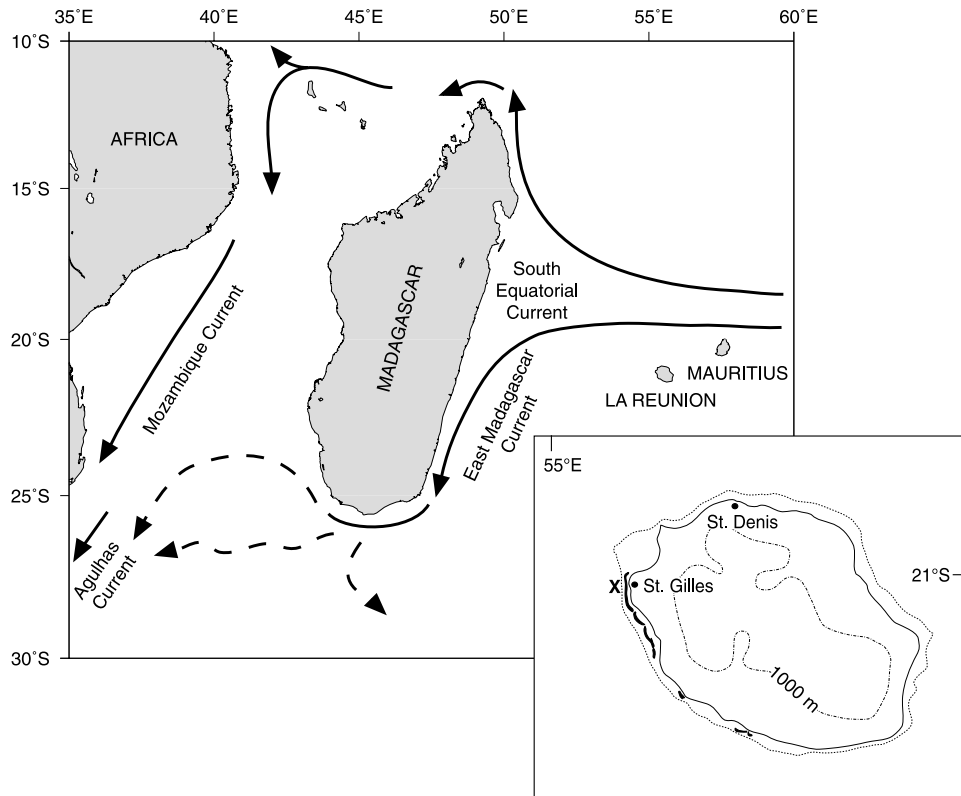 35°E 40°E 45°E 50°E 55°E 60°E
10°S
AFRICA
15°S
South
Equatorial
Current
MADAGASCAR
20°S
Mozambique Current
MAURITIUS
LA REUNION
East Madagascar
Current
25°S
Agulhas
Current
30°S
55°E
St. Denis
21°S
X St. Gilles
1000 m